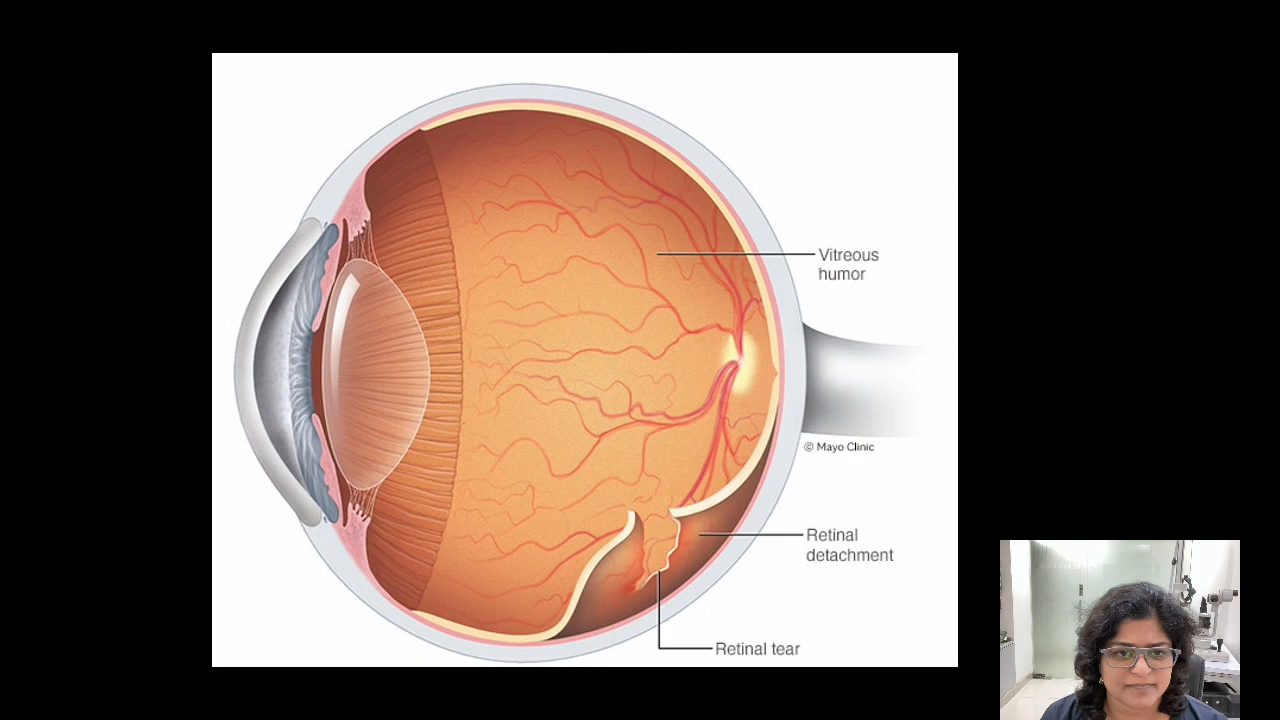 Vitreous
humor
© Mayo Clinic
Retinal
detachment
Retinal tear